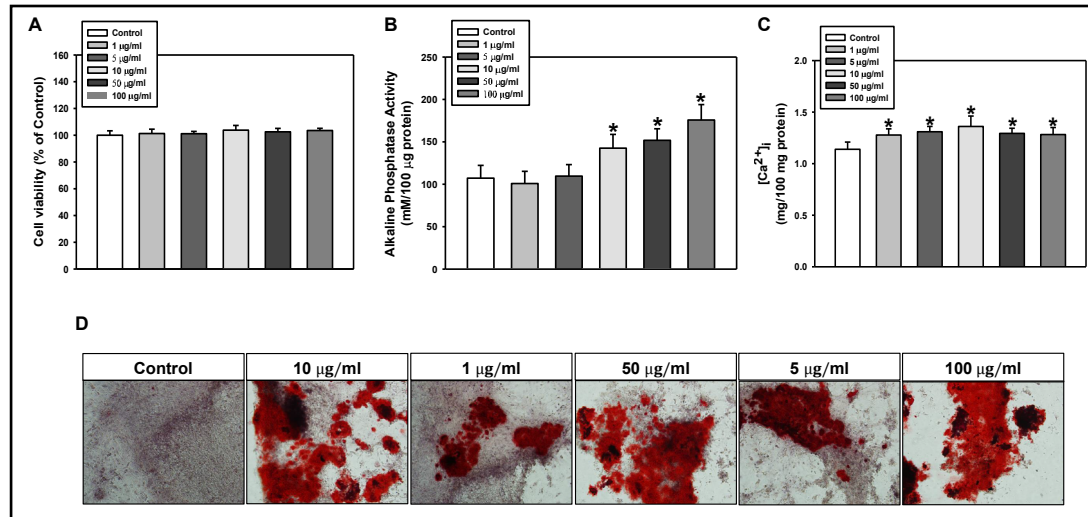 A
Control
1 μg/ml
5 μg/ml
10 μg/ml
50 μg/ml
100 μg/ml
Cell viability (% of Control)
160
140
120
100
80
60
40
20
0
B
Control
1 μg/ml
5 μg/ml
10 μg/ml
50 μg/ml
100 μg/ml
Alkaline Phosphatase Activity
(mM/100 μg protein)
250
200
150
100
50
0
*
*
*
C
Control
1 μg/ml
5 μg/ml
10 μg/ml
50 μg/ml
100 μg/ml
[Ca²⁺]i
(mg/100 mg protein)
2.0
1.5
1.0
0.5
0.0
* * * * *
D
Control 10 μg/ml 1 μg/ml 50 μg/ml 5 μg/ml 100 μg/ml